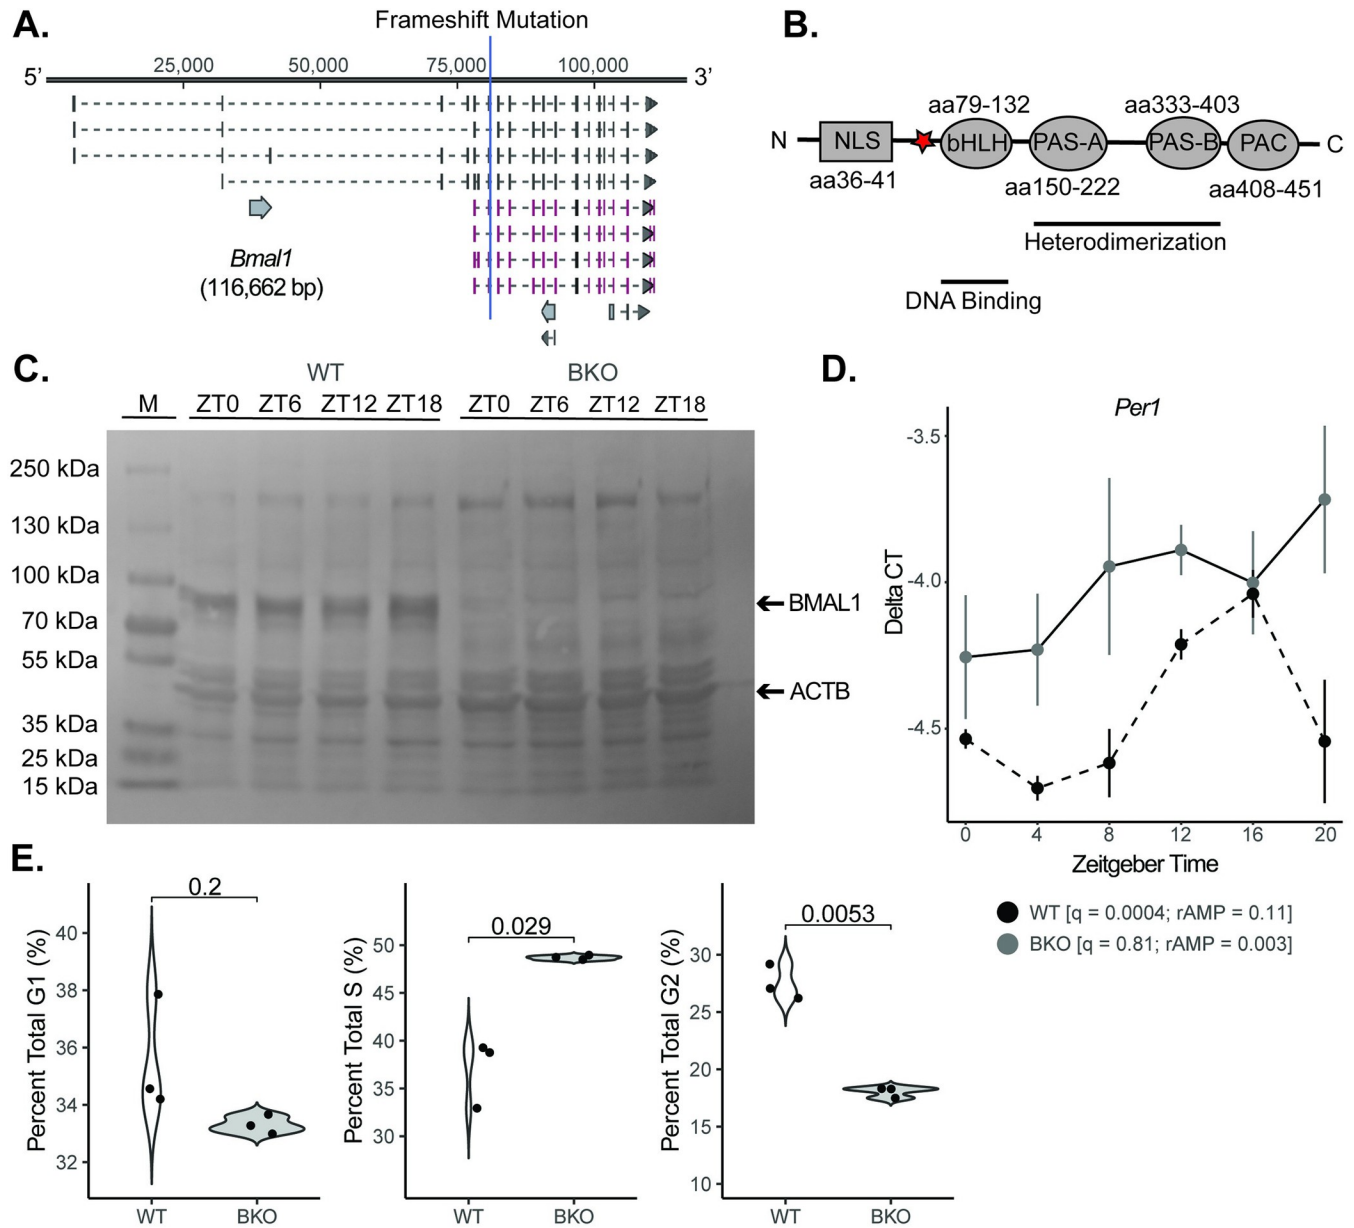 A.
Frameshift Mutation
5’
25,000
50,000
75,000
100,000
3’
Bmal1
(116,662 bp)
B.
aa79-132
aa333-403
N
NLS
bHLH
PAS-A
PAS-B
PAC
C
aa36-41
aa150-222
aa408-451
Heterodimerization
DNA Binding
C.
WT
BKO
M
ZT0
ZT6
ZT12
ZT18
ZT0
ZT6
ZT12
ZT18
250 kDa
130 kDa
100 kDa
70 kDa
55 kDa
35 kDa
25 kDa
15 kDa
BMAL1
ACTB
D.
Per1
Delta CT
-3.5
-4.0
-4.5
0
4
8
12
16
20
Zeitgeber Time
WT [q = 0.0004; rAMP = 0.11]
BKO [q = 0.81; rAMP = 0.003]
E.
Percent Total G1 (%)
0.2
40
38
36
34
32
WT
BKO
Percent Total S (%)
0.029
50
45
40
35
30
WT
BKO
Percent Total G2 (%)
0.0053
30
25
20
15
10
WT
BKO